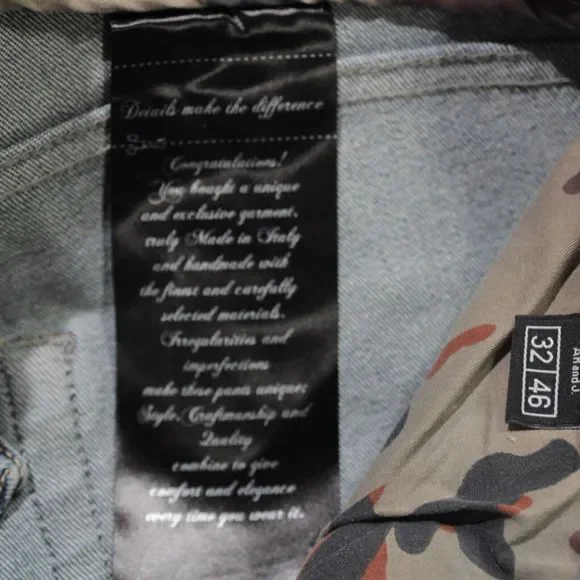 Details make the difference
Congratulations!
You bought a unique
and exclusive garment,
truly Made in Italy
and handmade with
the finest and carefully
selected materials.
Irregularities and
imperfections
make these pants unique:
Style, Craftmanship and
Quality
combine to give
comfort and elegance
every time you wear it.
32|46
and J.